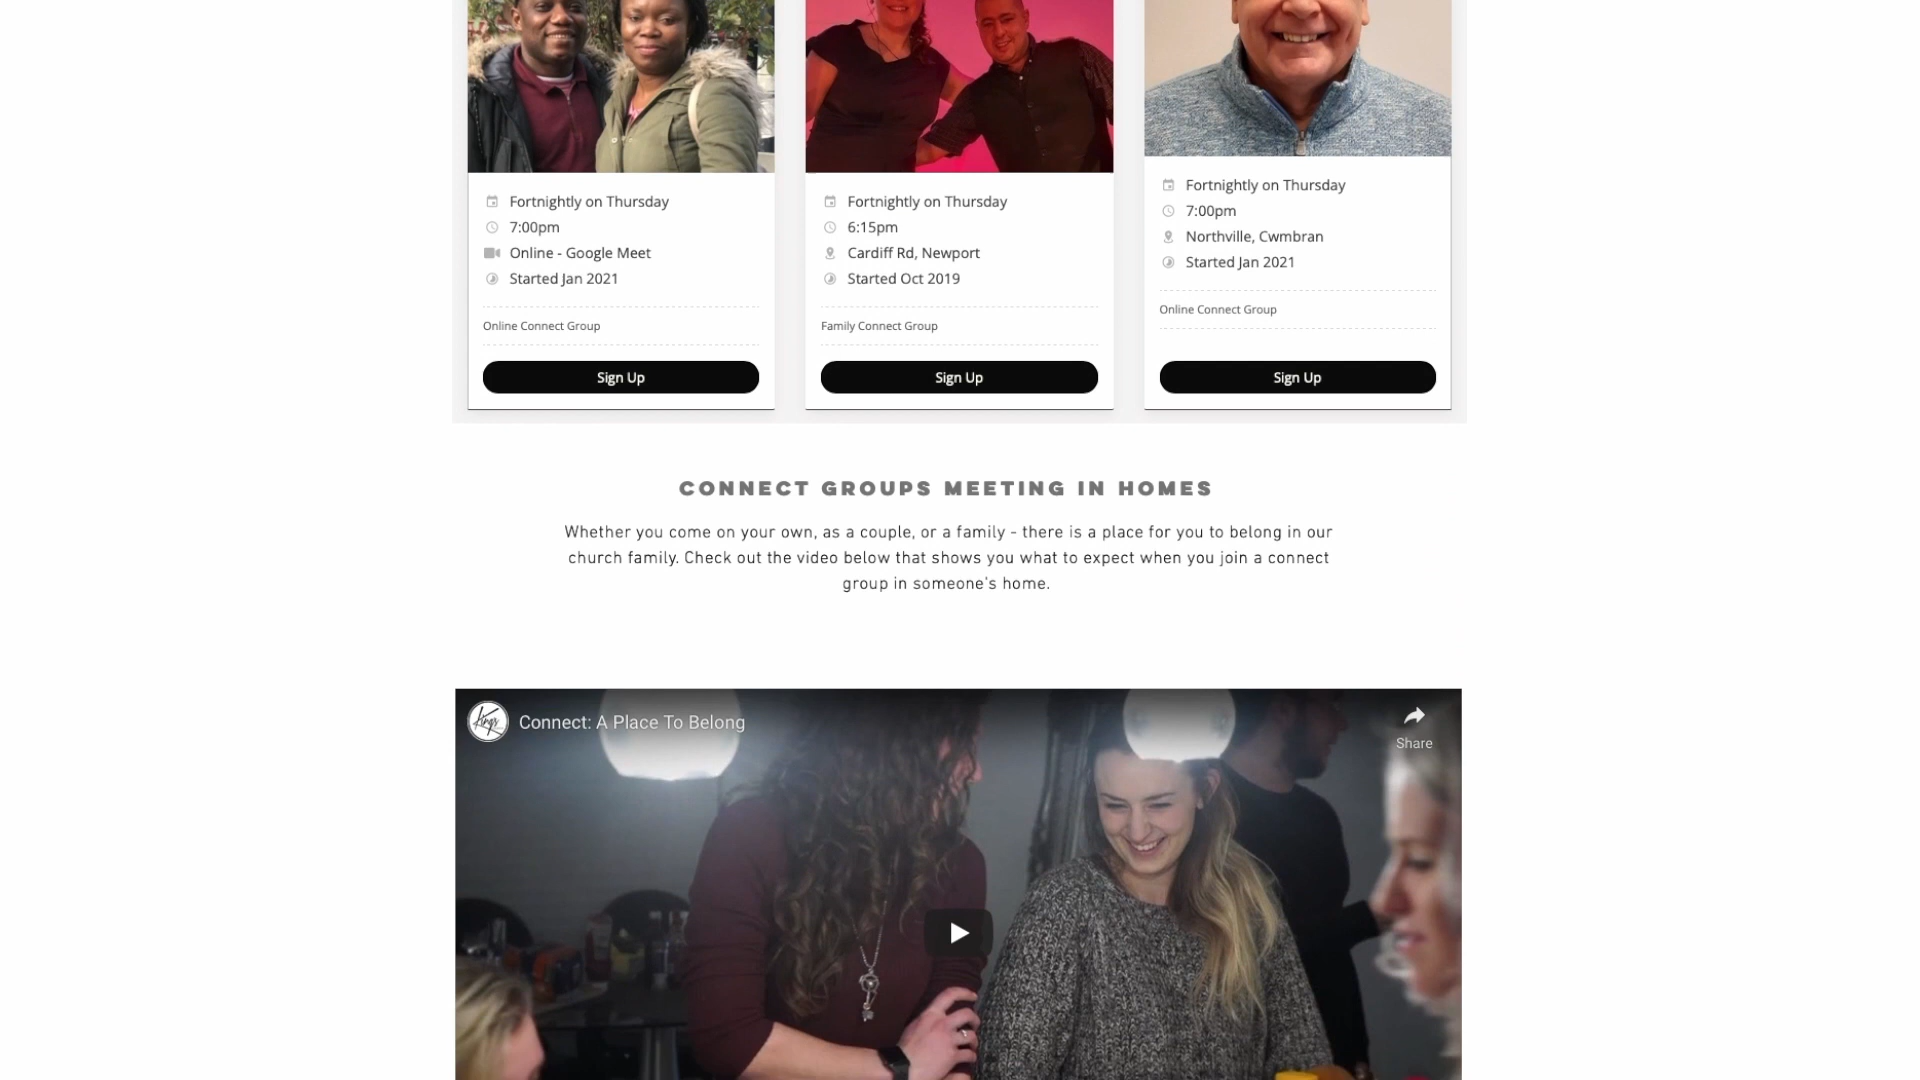 Fortnightly on Thursday
7:00pm
Online - Google Meet
Started Jan 2021
Online Connect Group
Sign Up
Fortnightly on Thursday
6:15pm
Cardiff Rd, Newport
Started Oct 2019
Family Connect Group
Sign Up
Fortnightly on Thursday
7:00pm
Northville, Cwmbran
Started Jan 2021
Online Connect Group
Sign Up
CONNECT GROUPS MEETING IN HOMES
Whether you come on your own, as a couple, or a family - there is a place for you to belong in our
church family. Check out the video below that shows you what to expect when you join a connect
group in someone's home.
Kings
Connect: A Place To Belong
Share